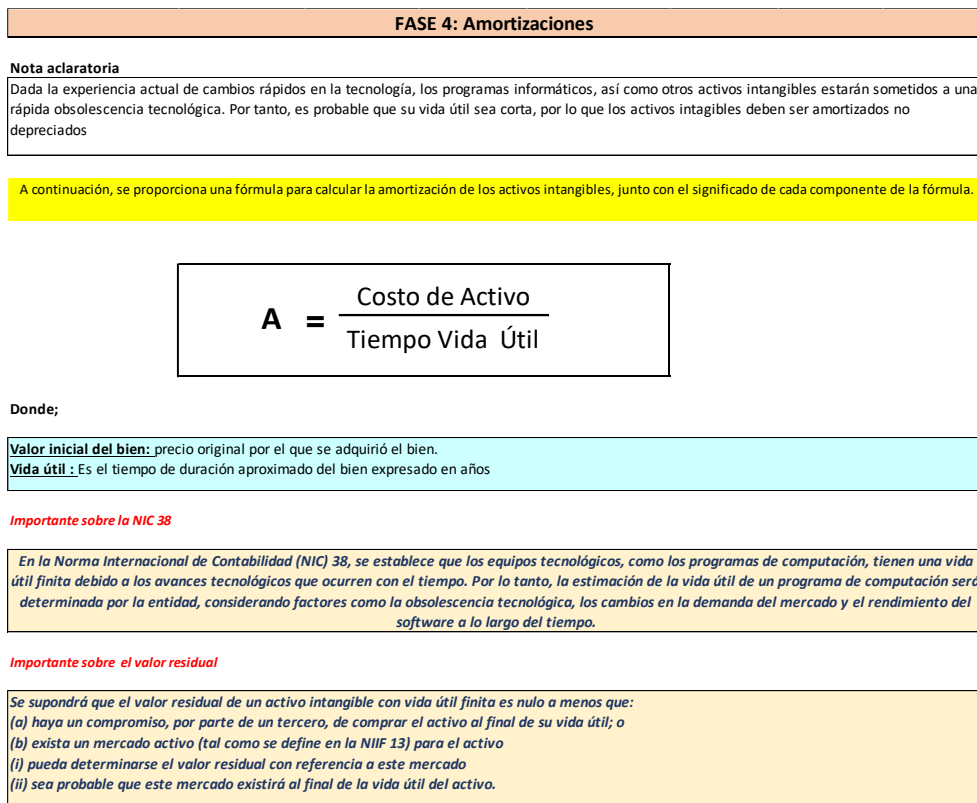 FASE 4: Amortizaciones
Nota aclaratoria
Dada la experiencia actual de cambios rápidos en la tecnología, los programas informáticos, así como otros activos intangibles estarán sometidos a una
rápida obsolescencia tecnológica. Por tanto, es probable que su vida útil sea corta, por lo que los activos intagibles deben ser amortizados no
depreciados
A continuación, se proporciona una fórmula para calcular la amortización de los activos intangibles, junto con el significado de cada componente de la fórmula.
A = Costo de Activo
Tiempo Vida Útil
Donde;
Valor inicial del bien: precio original por el que se adquirió el bien.
Vida útil : Es el tiempo de duración aproximado del bien expresado en años
Importante sobre la NIC 38
En la Norma Internacional de Contabilidad (NIC) 38, se establece que los equipos tecnológicos, como los programas de computación, tienen una vida
útil finita debido a los avances tecnológicos que ocurren con el tiempo. Por lo tanto, la estimación de la vida útil de un programa de computación será
determinada por la entidad, considerando factores como la obsolescencia tecnológica, los cambios en la demanda del mercado y el rendimiento del
software a lo largo del tiempo.
Importante sobre el valor residual
Se supondrá que el valor residual de un activo intangible con vida útil finita es nulo a menos que:
(a) haya un compromiso, por parte de un tercero, de comprar el activo al final de su vida útil; o
(b) exista un mercado activo (tal como se define en la NIIF 13) para el activo
(i) pueda determinarse el valor residual con referencia a este mercado
(ii) sea probable que este mercado existirá al final de la vida útil del activo.